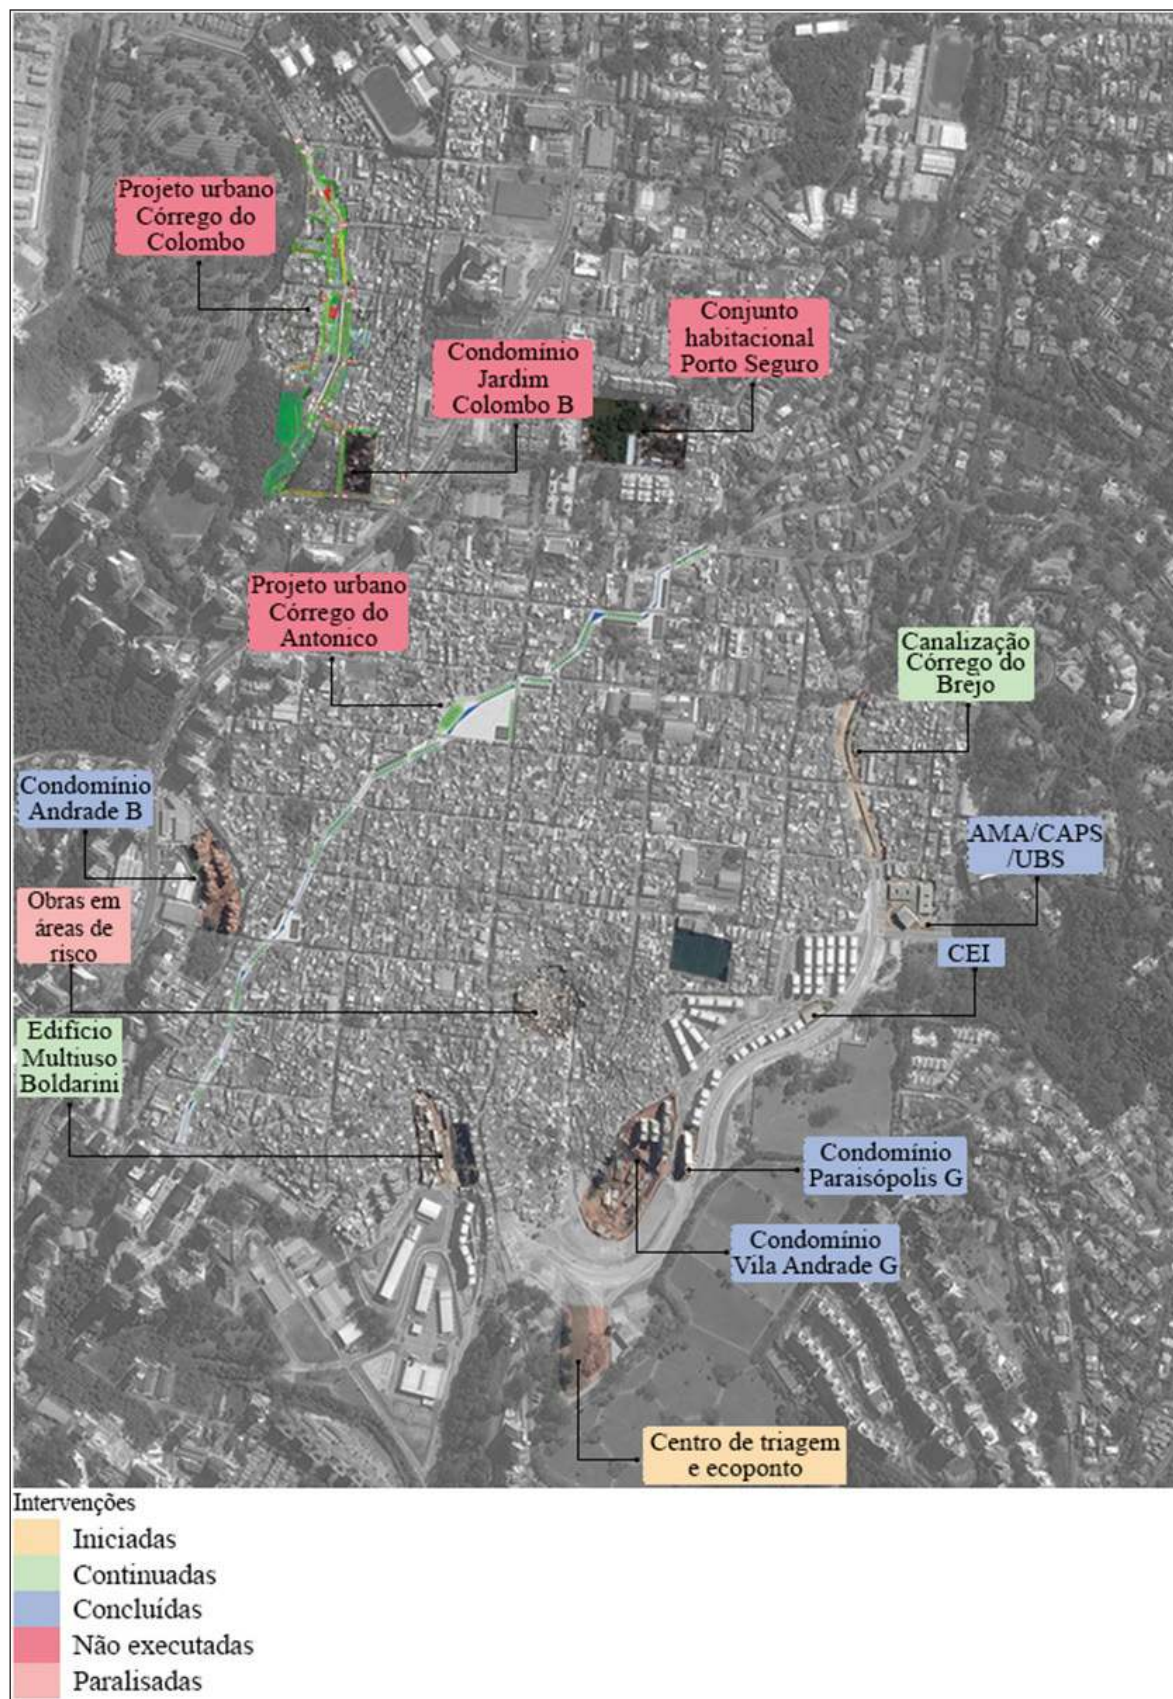 Projeto urbano
Córrego do
Colombo
Conjunto
habitacional
Porto Seguro
Condomínio
Jardim
Colombo B
Projeto urbano
Córrego do
Antonico
Canalização
Córrego do
Brejo
Condomínio
Andrade B
AMA/CAPS
/UBS
Obras em
áreas de
risco
CEI
Edifício
Multiuso
Boldarini
Condomínio
Paraisópolis G
Condomínio
Vila Andrade G
Centro de triagem
e ecoponto
Intervenções
Iniciadas
Continuadas
Concluídas
Não executadas
Paralisadas